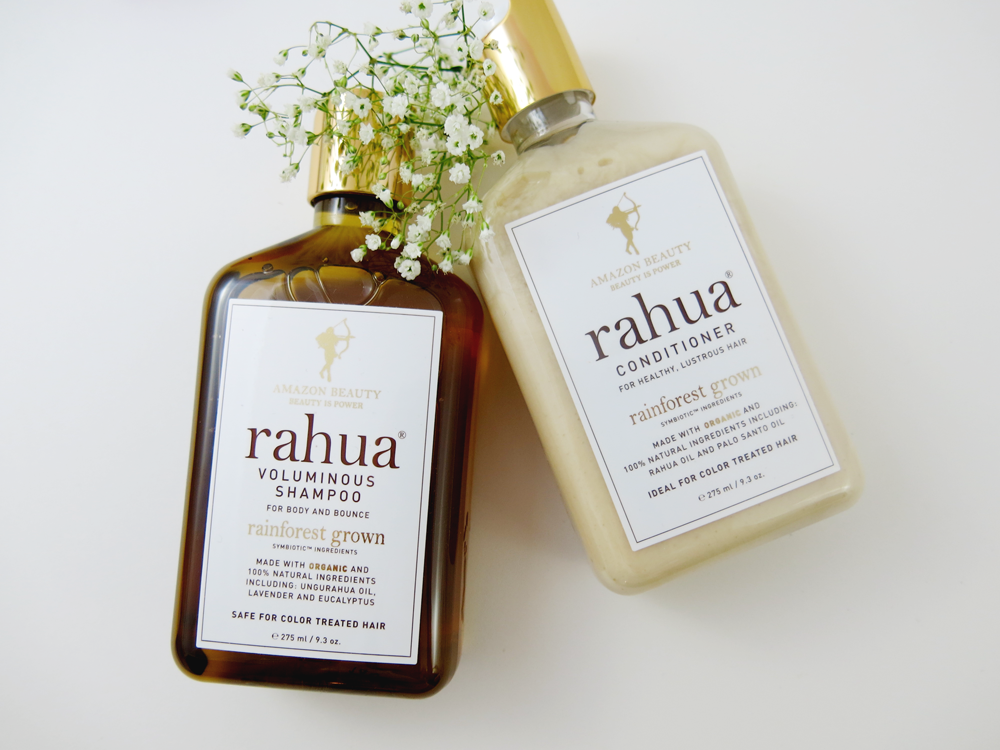 AMAZON BEAUTY
BEAUTY IS POWER
rahua®
VOLUMINOUS
SHAMPOO
FOR BODY AND BOUNCE
rainforest grown
SYMBIOTIC™ INGREDIENTS
MADE WITH ORGANIC AND
100% NATURAL INGREDIENTS
INCLUDING: UNGURAHUA OIL,
LAVENDER AND EUCALYPTUS
SAFE FOR COLOR TREATED HAIR
℮ 275 ml / 9.3 oz.
AMAZON BEAUTY
BEAUTY IS POWER
rahua®
CONDITIONER
FOR HEALTHY, LUSTROUS HAIR
rainforest grown
SYMBIOTIC™ INGREDIENTS
MADE WITH ORGANIC AND
100% NATURAL INGREDIENTS INCLUDING:
RAHUA OIL AND PALO SANTO OIL
IDEAL FOR COLOR TREATED HAIR
℮ 275 ml / 9.3 oz.